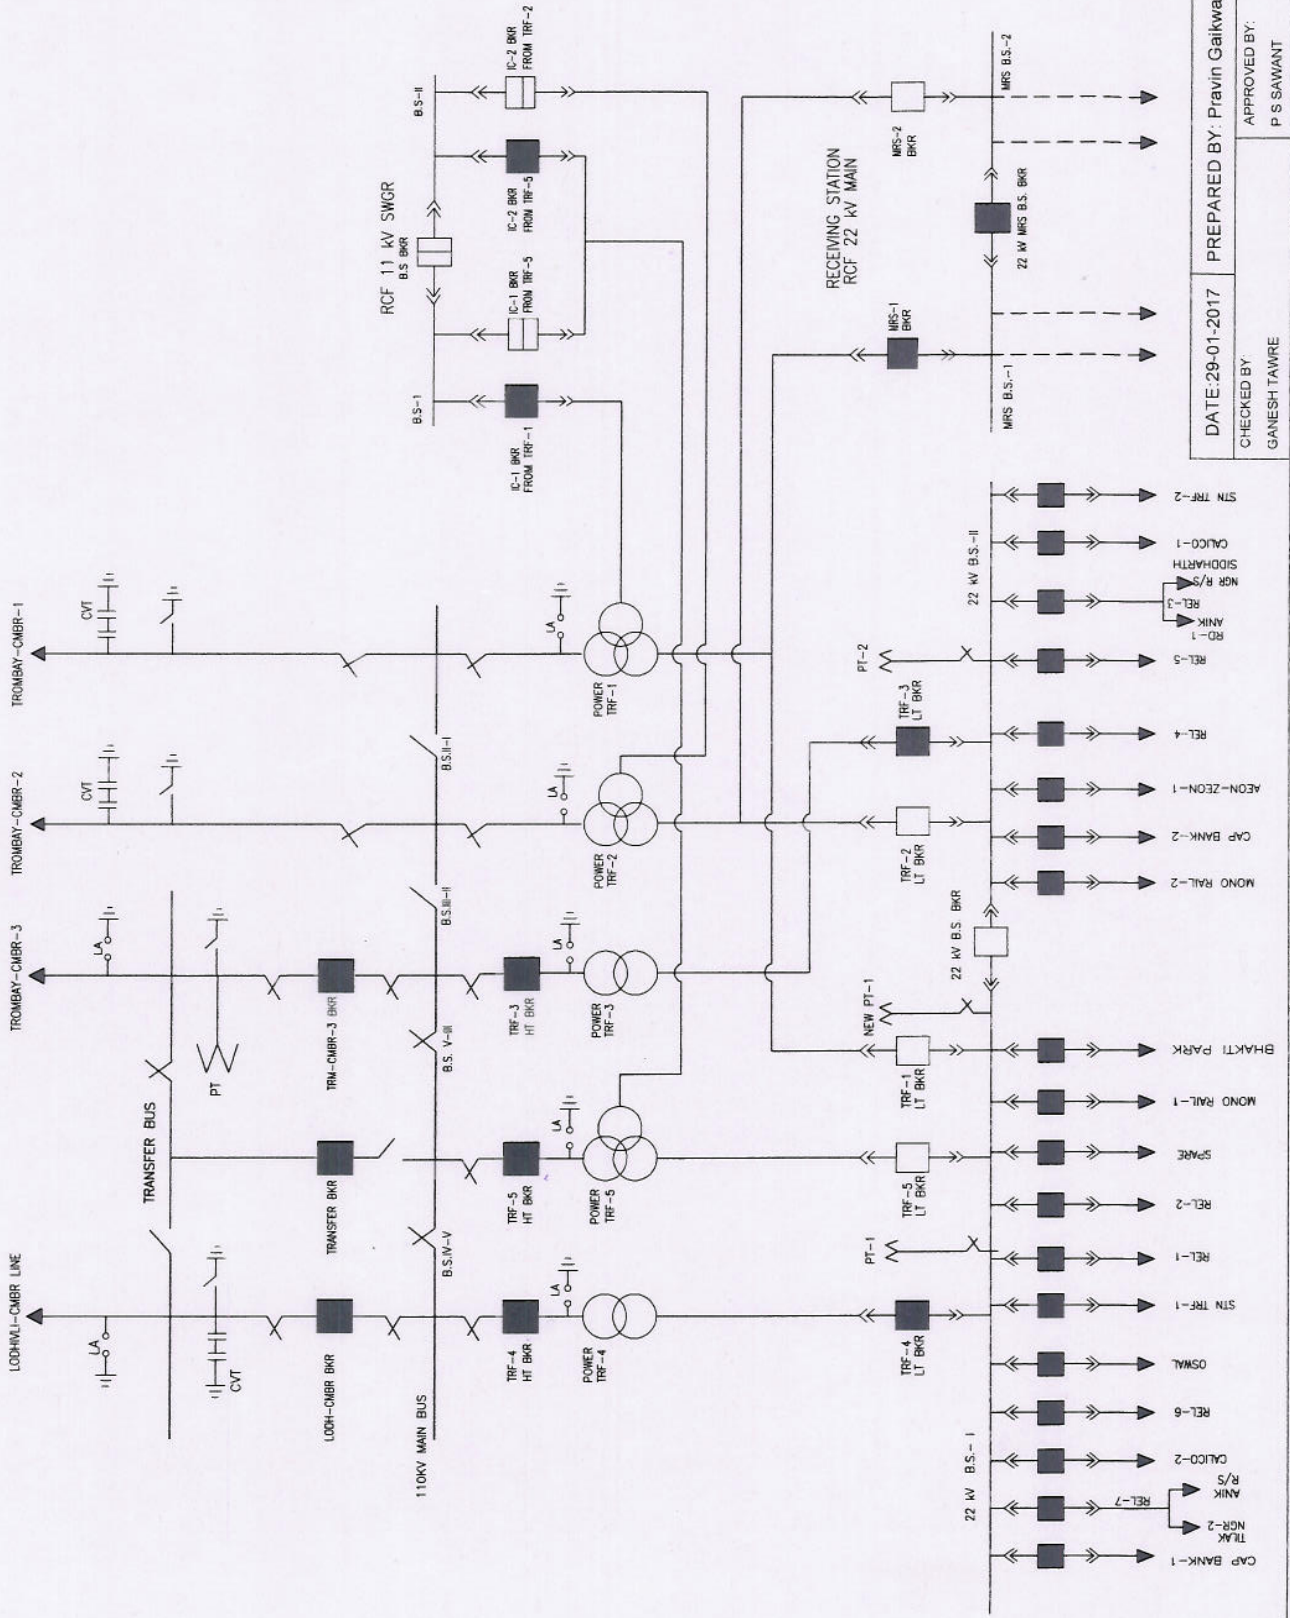 LODHIVLI-CMBR LINE
TROMBAY-CMBR-3
TROMBAY-CMBR-2
TROMBAY-CMBR-1
LA
LA
CVT
CVT
TRANSFER BUS
CVT
PT
LODH-CMBR BKR
TRANSFER BKR
TRM-CMBR-3 BKR
110KV MAIN BUS
B.S.IV-V
B.S. V-III
B.S.III-II
B.S.II-I
TRF-4
HT BKR
TRF-5
HT BKR
TRF-3
HT BKR
LA
LA
LA
LA
LA
POWER
TRF-4
POWER
TRF-5
POWER
TRF-3
POWER
TRF-2
POWER
TRF-1
RCF 11 kV SWGR
B.S BKR
B.S-1
B.S-II
IC-1 BKR
FROM TRF-1
IC-1 BKR
FROM TRF-5
IC-2 BKR
FROM TRF-5
IC-2 BKR
FROM TRF-2
TRF-4
LT BKR
PT-1
TRF-5
LT BKR
TRF-1
LT BKR
NEW PT-1
TRF-2
LT BKR
TRF-3
LT BKR
PT-2
RECEIVING STATION
RCF 22 kV MAIN
MRS-1
BKR
MRS-2
BKR
22 kV B.S.- I
22 kV B.S BKR
22 kV B.S.-II
MRS B.S.-1
22 kV MRS B.S. BKR
MRS B.S.-2
CAP BANK-1
REL-7
TILAK
NGR-2
ANIK
R/S
CALICO-2
REL-6
OSWAL
STN TRF-1
REL-1
REL-2
SPARE
MONO RAIL-1
BHAKTI PARK
MONO RAIL-2
CAP BANK-2
AEON-ZEON-1
REL-4
REL-5
REL-3
RD-1
ANIK
SIDDHARTH
NGR R/S
CALICO-1
STN TRF-2
DATE:29-01-2017
PREPARED BY: Pravin Gaikwa
CHECKED BY:
GANESH TAWRE
APPROVED BY:
P S SAWANT